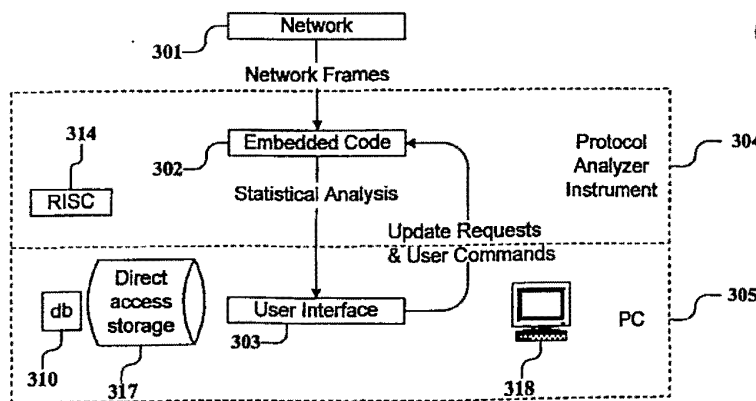 Network
301
Network Frames
314
304
Embedded Code
302
Protocol
Analyzer
Instrument
RISC
Statistical Analysis
Update Requests
& User Commands
Direct
access
storage
db
User Interface
PC
305
303
310
317
318